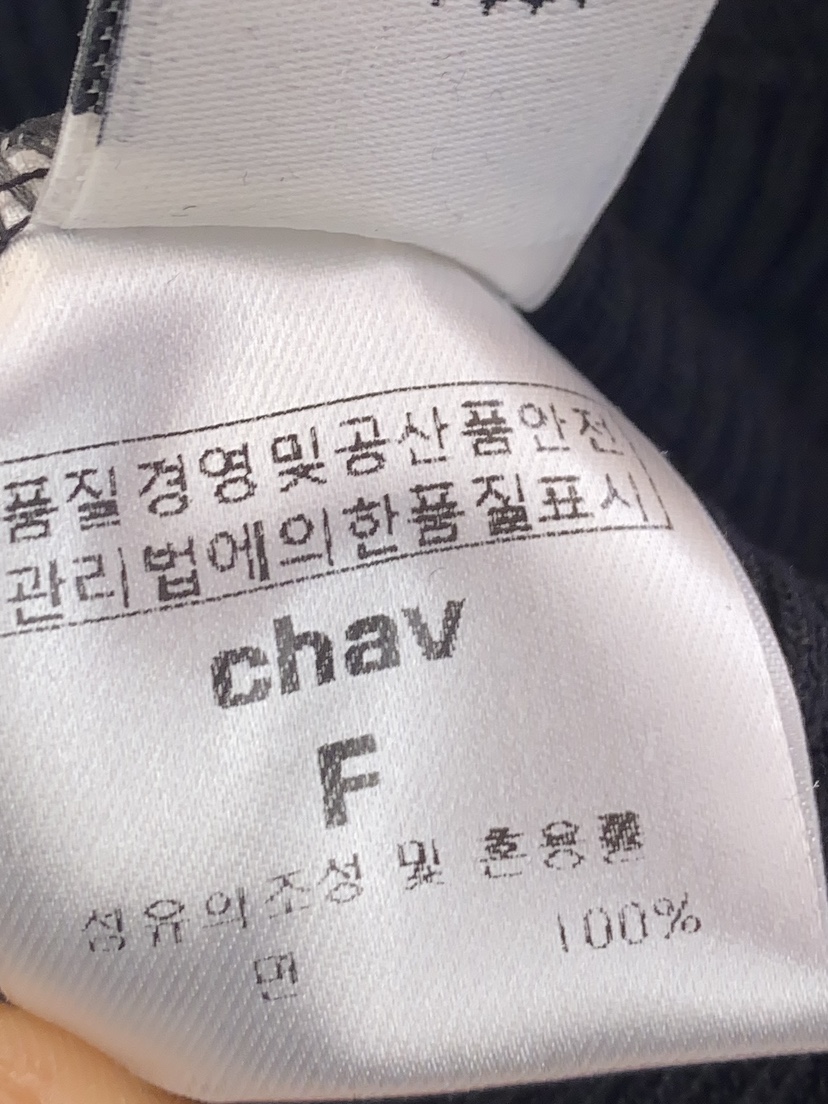 품질경영및공산품안전
관리법에의한품질표시
chav
F
섬유의조성 및 혼용률
면 100%